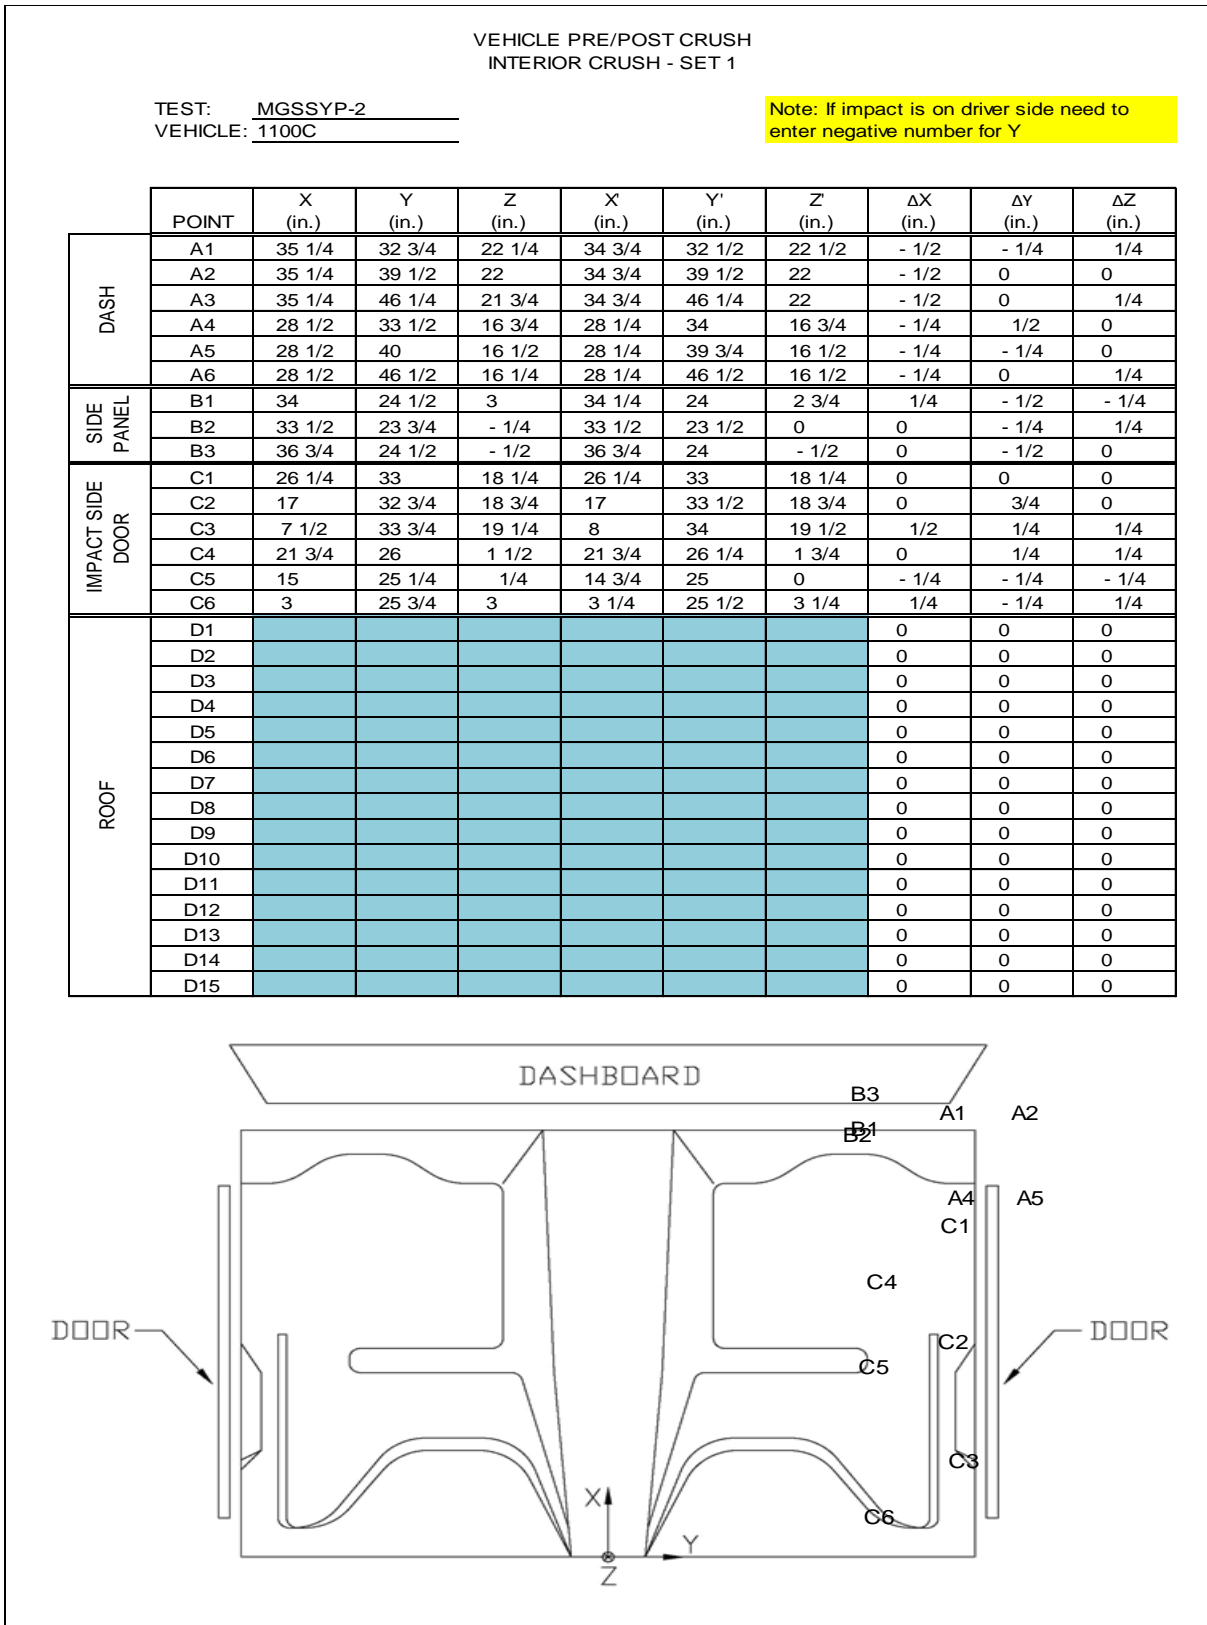 VEHICLE PRE/POST CRUSH
INTERIOR CRUSH - SET 1
TEST: MGSSYP-2
VEHICLE: 1100C
Note: If impact is on driver side need to
enter negative number for Y
POINT X (in.) Y (in.) Z (in.) X' (in.) Y' (in.) Z' (in.) ΔX (in.) ΔY (in.) ΔZ (in.)
DASH
A1 35 1/4 32 3/4 22 1/4 34 3/4 32 1/2 22 1/2 - 1/2 - 1/4 1/4
A2 35 1/4 39 1/2 22 34 3/4 39 1/2 22 - 1/2 0 0
A3 35 1/4 46 1/4 21 3/4 34 3/4 46 1/4 22 - 1/2 0 1/4
A4 28 1/2 33 1/2 16 3/4 28 1/4 34 16 3/4 - 1/4 1/2 0
A5 28 1/2 40 16 1/2 28 1/4 39 3/4 16 1/2 - 1/4 - 1/4 0
A6 28 1/2 46 1/2 16 1/4 28 1/4 46 1/2 16 1/2 - 1/4 0 1/4
SIDE PANEL
B1 34 24 1/2 3 34 1/4 24 2 3/4 1/4 - 1/2 - 1/4
B2 33 1/2 23 3/4 - 1/4 33 1/2 23 1/2 0 0 - 1/4 1/4
B3 36 3/4 24 1/2 - 1/2 36 3/4 24 - 1/2 0 - 1/2 0
IMPACT SIDE DOOR
C1 26 1/4 33 18 1/4 26 1/4 33 18 1/4 0 0 0
C2 17 32 3/4 18 3/4 17 33 1/2 18 3/4 0 3/4 0
C3 7 1/2 33 3/4 19 1/4 8 34 19 1/2 1/2 1/4 1/4
C4 21 3/4 26 1 1/2 21 3/4 26 1/4 1 3/4 0 1/4 1/4
C5 15 25 1/4 1/4 14 3/4 25 0 - 1/4 - 1/4 - 1/4
C6 3 25 3/4 3 3 1/4 25 1/2 3 1/4 1/4 - 1/4 1/4
ROOF
D1 0 0 0
D2 0 0 0
D3 0 0 0
D4 0 0 0
D5 0 0 0
D6 0 0 0
D7 0 0 0
D8 0 0 0
D9 0 0 0
D10 0 0 0
D11 0 0 0
D12 0 0 0
D13 0 0 0
D14 0 0 0
D15 0 0 0
DASHBOARD
B3
A1 A2
B1
B2
A4 A5
C1
C4
DOOR
DOOR
C2
C5
C3
X
C6
Y
Z